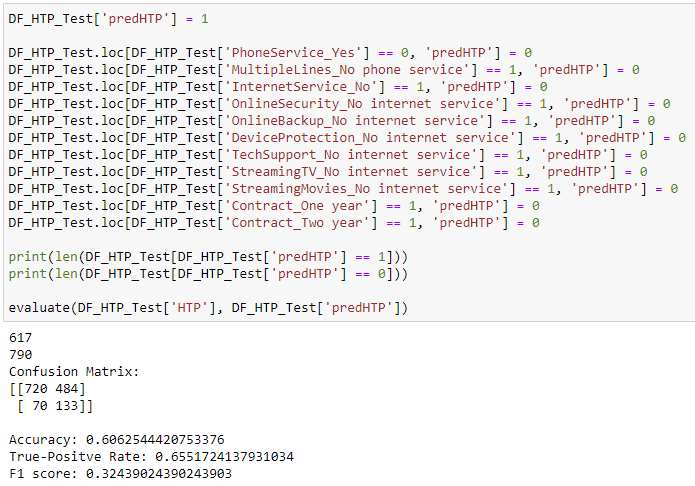 DF_HTP_Test['predHTP'] = 1
DF_HTP_Test.loc[DF_HTP_Test['PhoneService_Yes'] == 0, 'predHTP'] = 0
DF_HTP_Test.loc[DF_HTP_Test['MultipleLines_No phone service'] == 1, 'predHTP'] = 0
DF_HTP_Test.loc[DF_HTP_Test['InternetService_No'] == 1, 'predHTP'] = 0
DF_HTP_Test.loc[DF_HTP_Test['OnlineSecurity_No internet service'] == 1, 'predHTP'] = 0
DF_HTP_Test.loc[DF_HTP_Test['OnlineBackup_No internet service'] == 1, 'predHTP'] = 0
DF_HTP_Test.loc[DF_HTP_Test['DeviceProtection_No internet service'] == 1, 'predHTP'] = 0
DF_HTP_Test.loc[DF_HTP_Test['TechSupport_No internet service'] == 1, 'predHTP'] = 0
DF_HTP_Test.loc[DF_HTP_Test['StreamingTV_No internet service'] == 1, 'predHTP'] = 0
DF_HTP_Test.loc[DF_HTP_Test['StreamingMovies_No internet service'] == 1, 'predHTP'] = 0
DF_HTP_Test.loc[DF_HTP_Test['Contract_One year'] == 1, 'predHTP'] = 0
DF_HTP_Test.loc[DF_HTP_Test['Contract_Two year'] == 1, 'predHTP'] = 0
print(len(DF_HTP_Test[DF_HTP_Test['predHTP'] == 1]))
print(len(DF_HTP_Test[DF_HTP_Test['predHTP'] == 0]))
evaluate(DF_HTP_Test['HTP'], DF_HTP_Test['predHTP'])
617
790
Confusion Matrix:
[[720 484]
 [ 70 133]]
Accuracy: 0.6062544420753376
True-Positve Rate: 0.6551724137931034
F1 score: 0.32439024390243903